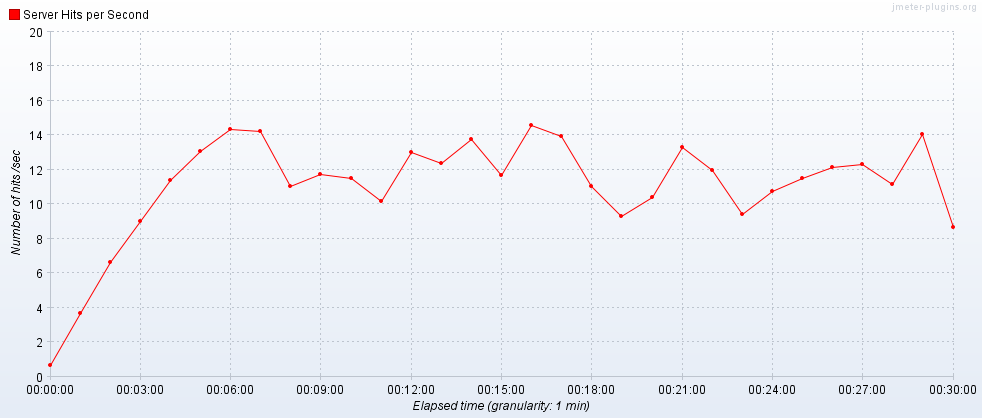 jmeter-plugins.org
Server Hits per Second
20
18
16
14
12
10
8
6
4
2
0
Number of hits /sec
00:00:00 00:03:00 00:06:00 00:09:00 00:12:00 00:15:00 00:18:00 00:21:00 00:24:00 00:27:00 00:30:00
Elapsed time (granularity: 1 min)